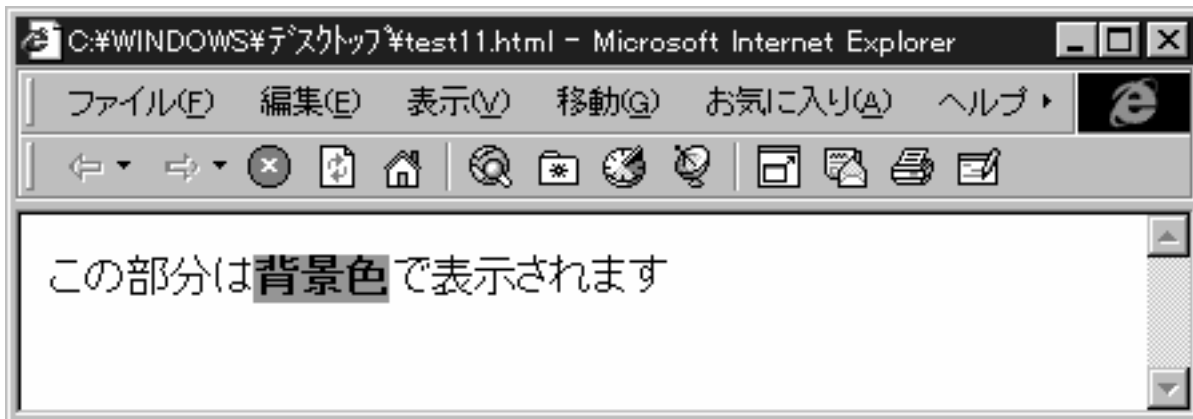 C:¥WINDOWS¥ﾃﾞｽｸﾄｯﾌﾟ¥test11.html - Microsoft Internet Explorer
ファイル(F) 編集(E) 表示(V) 移動(G) お気に入り(A) ヘルプ
この部分は背景色で表示されます